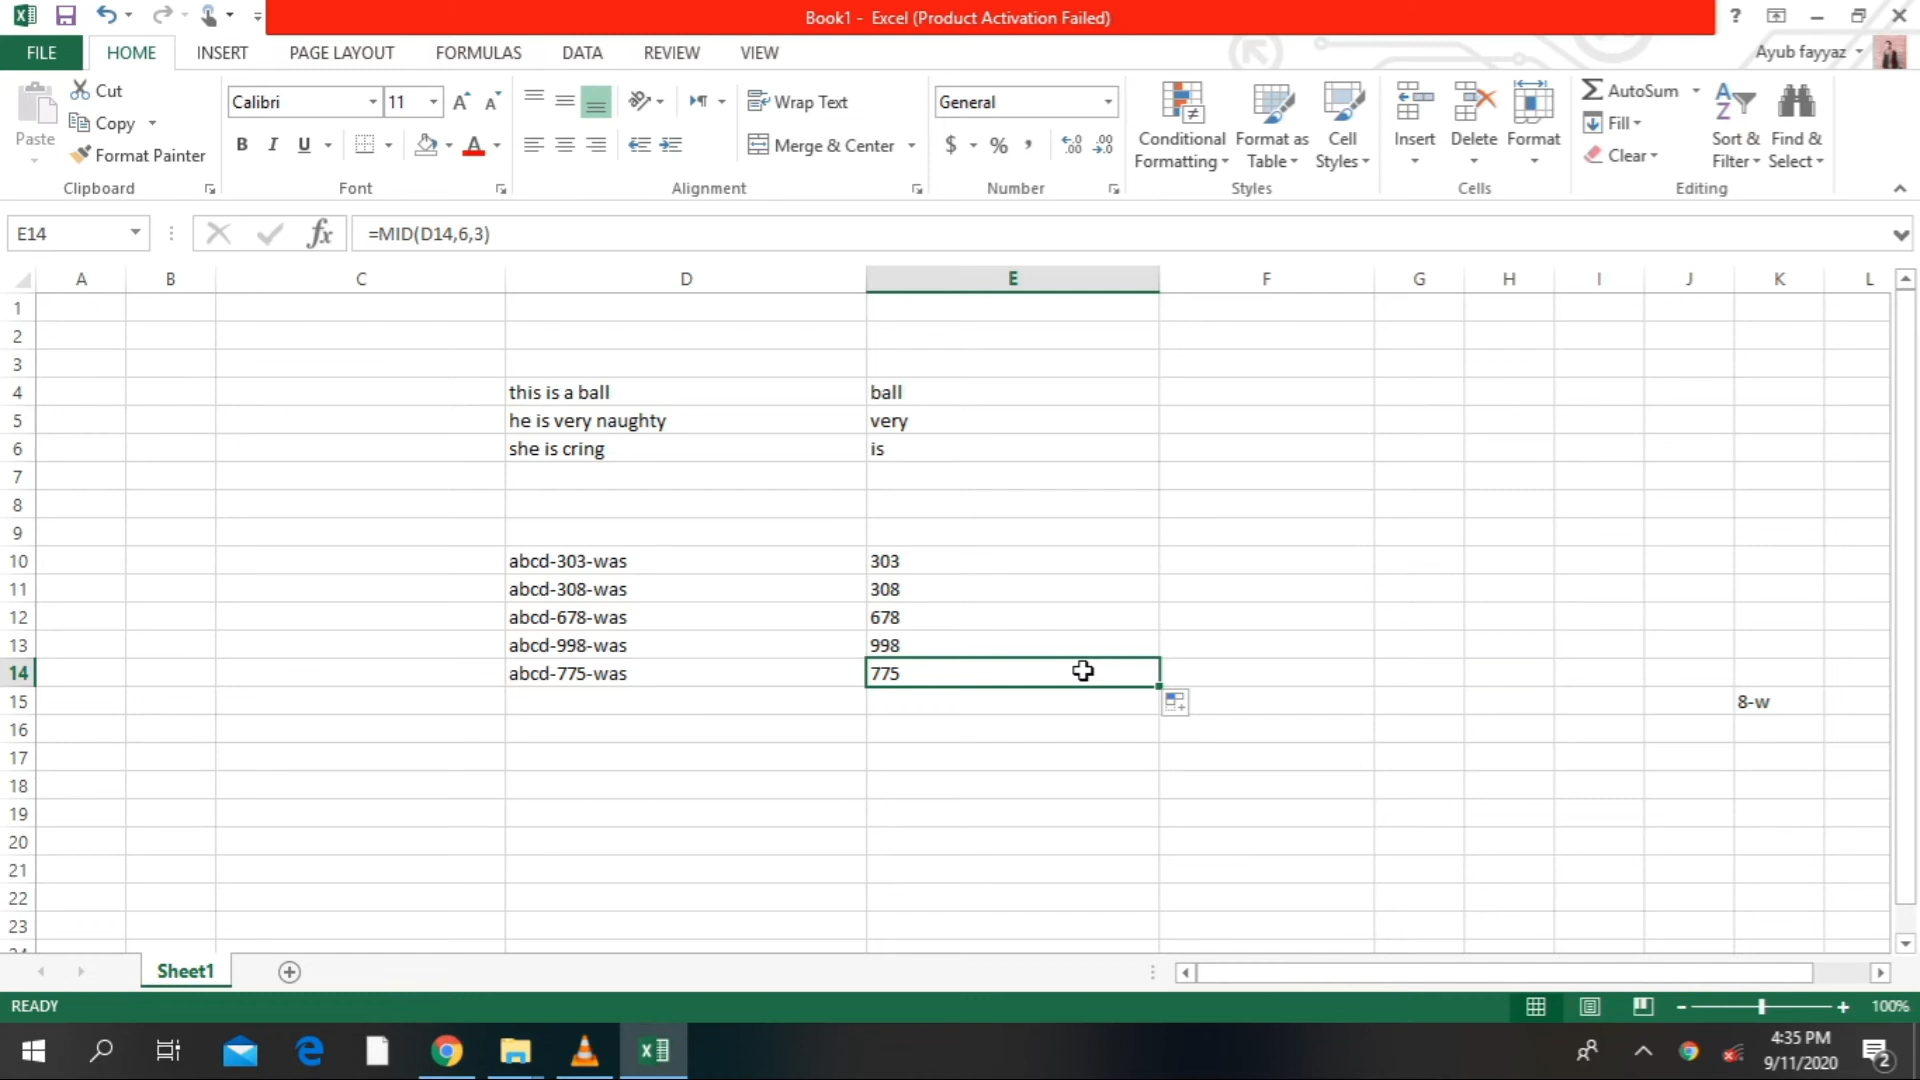 Book1 - Excel (Product Activation Failed)
?
FILE HOME INSERT PAGE LAYOUT FORMULAS DATA REVIEW VIEW Ayub fayyaz
Paste Cut
Copy
Format Painter
Clipboard
Calibri 11
B I U A
Font
Wrap Text
Merge & Center
Alignment
General
$ % ,
Number
Conditional Formatting
Format as Table
Cell Styles
Styles
Insert Delete Format
Cells
AutoSum
Fill
Clear
Sort & Filter
Find & Select
Editing
E14 fx =MID(D14,6,3)
A B C D E F G H I J K L
1
2
3
4 this is a ball ball
5 he is very naughty very
6 she is cring is
7
8
9
10 abcd-303-was 303
11 abcd-308-was 308
12 abcd-678-was 678
13 abcd-998-was 998
14 abcd-775-was 775
15 8-w
16
17
18
19
20
21
22
23
24
Sheet1
READY 100%
4:35 PM
9/11/2020
2